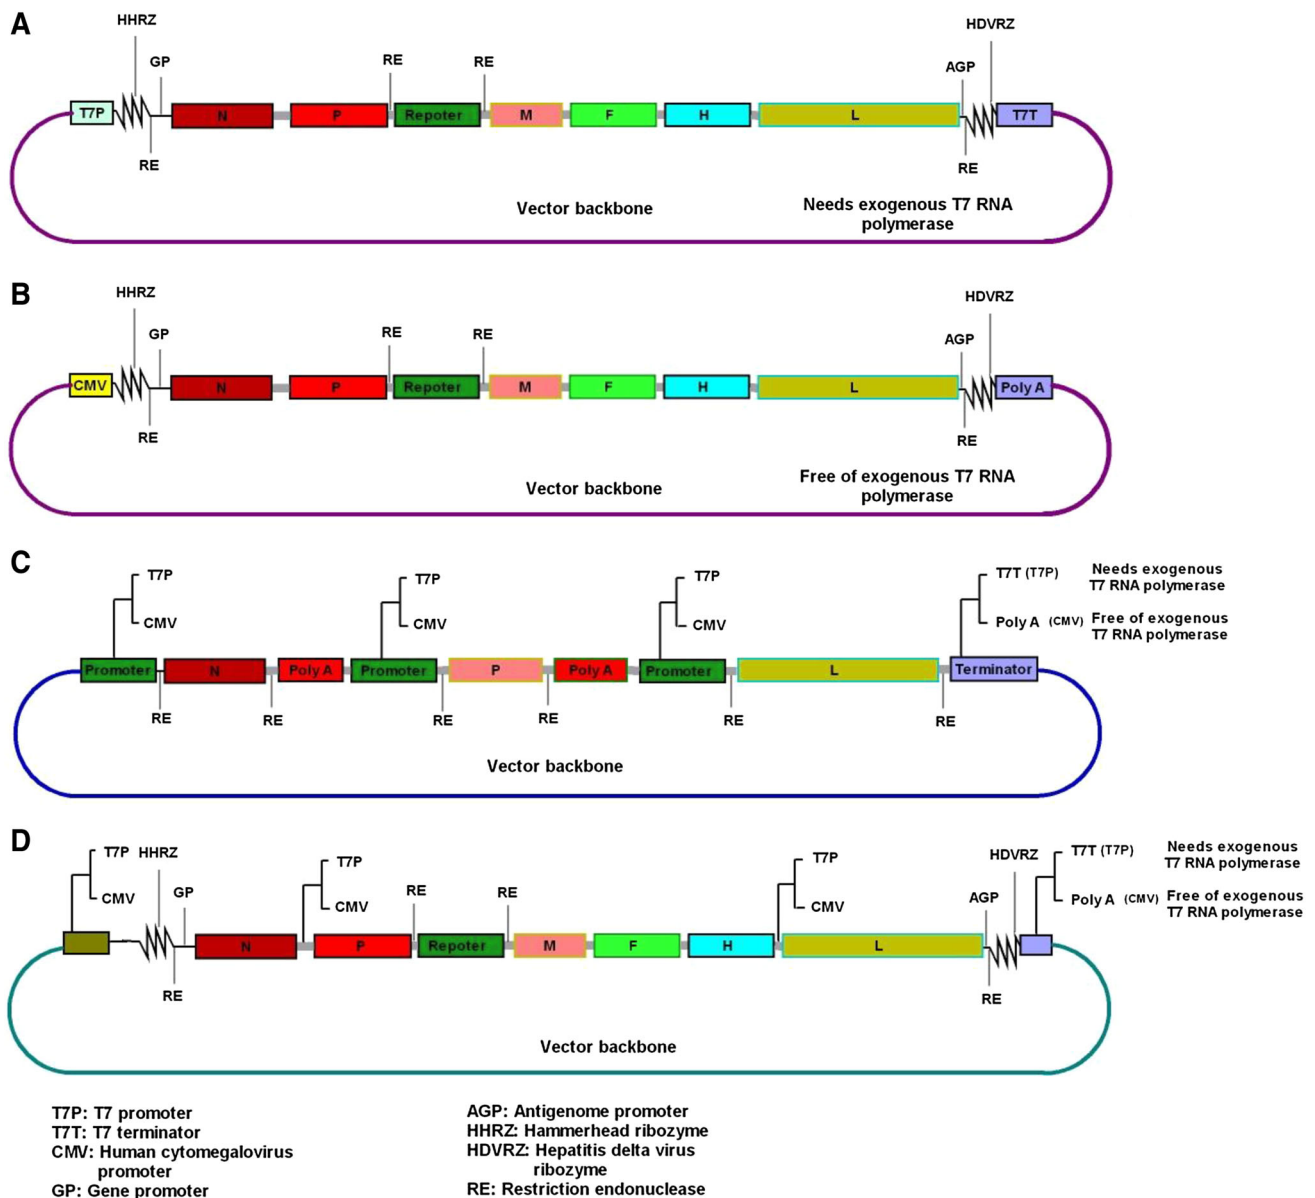 A
HHRZ
HDVRZ
GP
RE
RE
AGP
T7P
N
P
Repoter
M
F
H
L
T7T
RE
RE
Vector backbone
Needs exogenous T7 RNA
polymerase
B
HHRZ
HDVRZ
GP
RE
RE
AGP
CMV
N
P
Repoter
M
F
H
L
Poly A
RE
RE
Vector backbone
Free of exogenous T7 RNA
polymerase
C
T7P
T7P
T7P
T7T (T7P)
Needs exogenous
T7 RNA polymerase
CMV
CMV
CMV
Poly A (CMV)
Free of exogenous
T7 RNA polymerase
Promoter
N
Poly A
Promoter
P
Poly A
Promoter
L
Terminator
RE
RE
RE
RE
RE
RE
Vector backbone
D
T7P
HHRZ
T7P
T7P
HDVRZ
T7T (T7P)
Needs exogenous
T7 RNA polymerase
CMV
GP
CMV
RE
RE
CMV
AGP
Poly A (CMV)
Free of exogenous
T7 RNA polymerase
N
P
Repoter
M
F
H
L
RE
RE
Vector backbone
T7P: T7 promoter
T7T: T7 terminator
CMV: Human cytomegalovirus
promoter
GP: Gene promoter
AGP: Antigenome promoter
HHRZ: Hammerhead ribozyme
HDVRZ: Hepatitis delta virus
ribozyme
RE: Restriction endonuclease